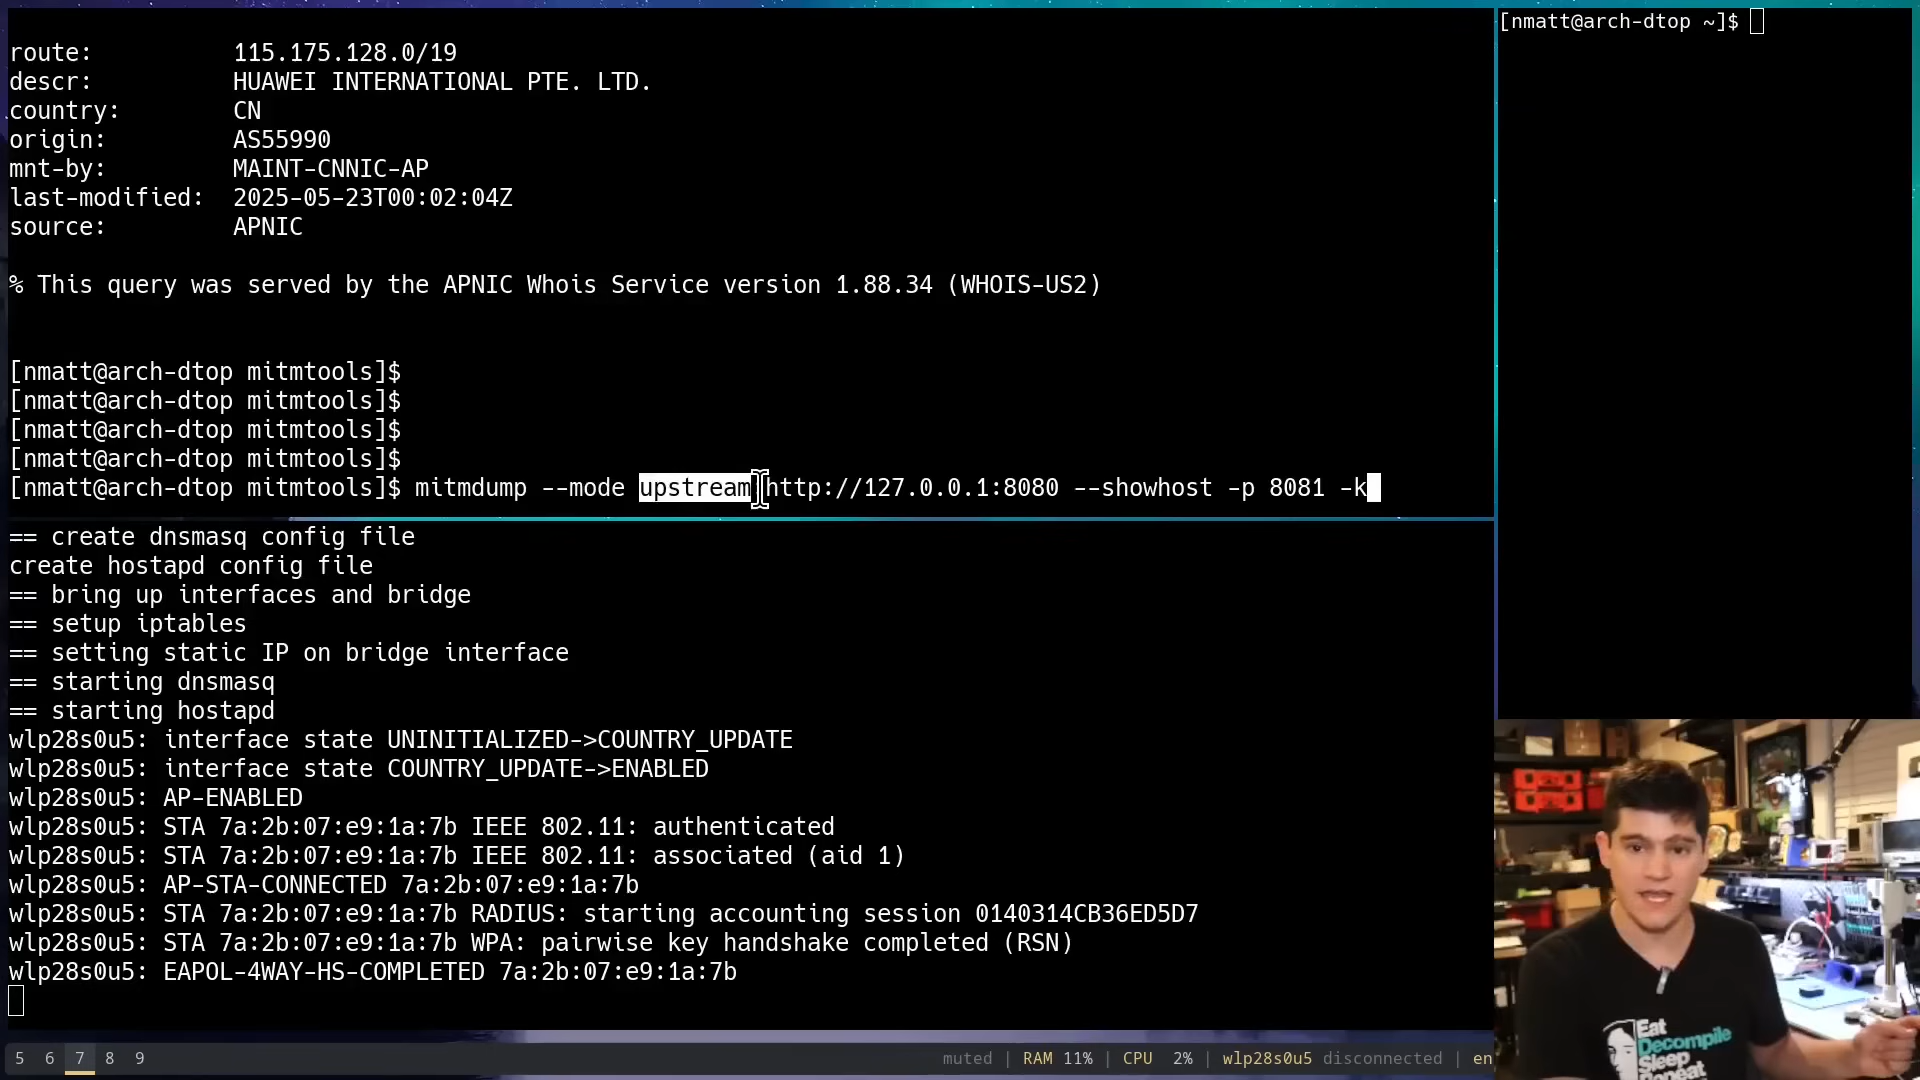 route:          115.175.128.0/19
descr:          HUAWEI INTERNATIONAL PTE. LTD.
country:        CN
origin:         AS55990
mnt-by:         MAINT-CNNIC-AP
last-modified:  2025-05-23T00:02:04Z
source:         APNIC
% This query was served by the APNIC Whois Service version 1.88.34 (WHOIS-US2)
[nmatt@arch-dtop mitmtools]$
[nmatt@arch-dtop mitmtools]$
[nmatt@arch-dtop mitmtools]$
[nmatt@arch-dtop mitmtools]$
[nmatt@arch-dtop mitmtools]$ mitmdump --mode upstream:http://127.0.0.1:8080 --showhost -p 8081 -k
== create dnsmasq config file
create hostapd config file
== bring up interfaces and bridge
== setup iptables
== setting static IP on bridge interface
== starting dnsmasq
== starting hostapd
wlp28s0u5: interface state UNINITIALIZED->COUNTRY_UPDATE
wlp28s0u5: interface state COUNTRY_UPDATE->ENABLED
wlp28s0u5: AP-ENABLED
wlp28s0u5: STA 7a:2b:07:e9:1a:7b IEEE 802.11: authenticated
wlp28s0u5: STA 7a:2b:07:e9:1a:7b IEEE 802.11: associated (aid 1)
wlp28s0u5: AP-STA-CONNECTED 7a:2b:07:e9:1a:7b
wlp28s0u5: STA 7a:2b:07:e9:1a:7b RADIUS: starting accounting session 0140314CB36ED5D7
wlp28s0u5: STA 7a:2b:07:e9:1a:7b WPA: pairwise key handshake completed (RSN)
wlp28s0u5: EAPOL-4WAY-HS-COMPLETED 7a:2b:07:e9:1a:7b
5 6 7 8 9
muted | RAM 11% | CPU 2% | wlp28s0u5 disconnected | en
[nmatt@arch-dtop ~]$
Eat
Decompile
Sleep
Repeat